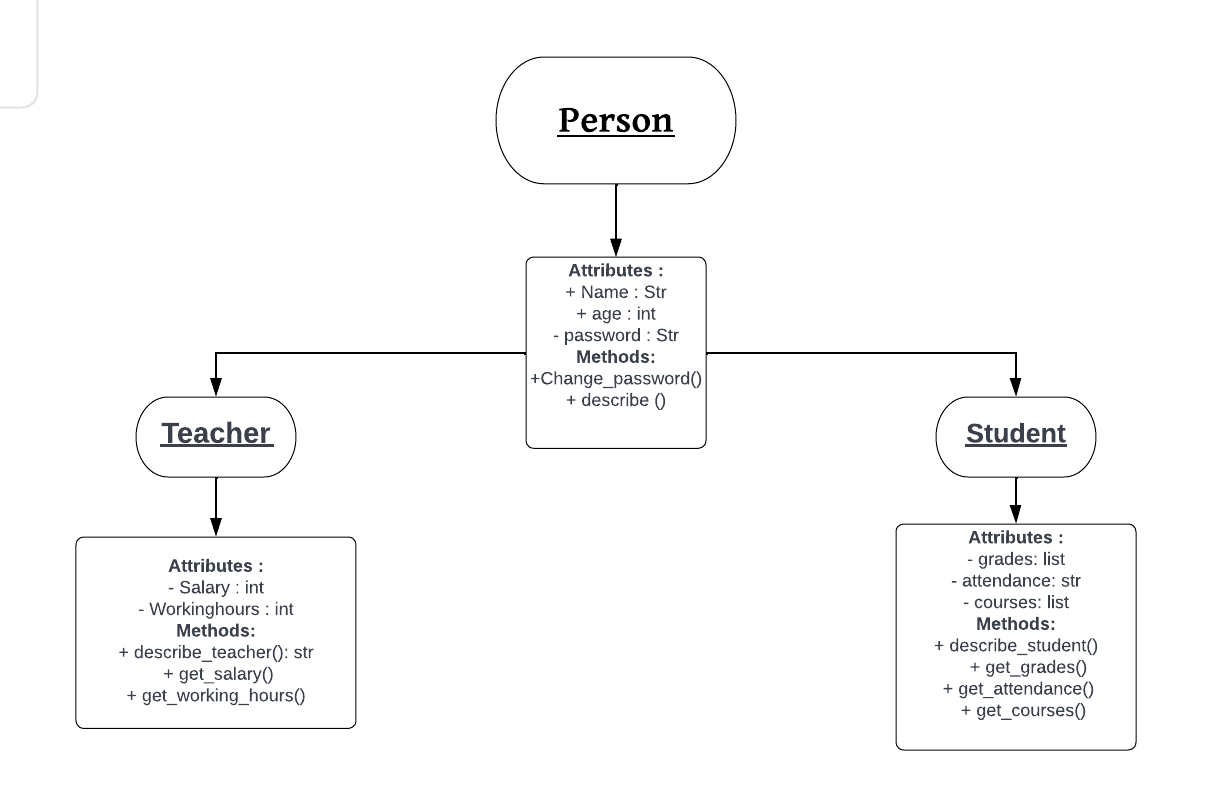 Person
Attributes :
+ Name : Str
+ age : int
- password : Str
Methods:
+Change_password()
+ describe ()
Teacher
Attributes :
- Salary : int
- Workinghours : int
Methods:
+ describe_teacher(): str
+ get_salary()
+ get_working_hours()
Student
Attributes :
- grades: list
- attendance: str
- courses: list
Methods:
+ describe_student()
+ get_grades()
+ get_attendance()
+ get_courses()